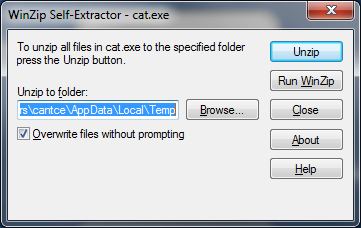 WinZip Self-Extractor - cat.exe
To unzip all files in cat.exe to the specified folder
press the Unzip button.
Unzip
Run WinZip
Unzip to folder:
rs\cantce\AppData\Local\Temp
Browse...
Close
Overwrite files without prompting
About
Help